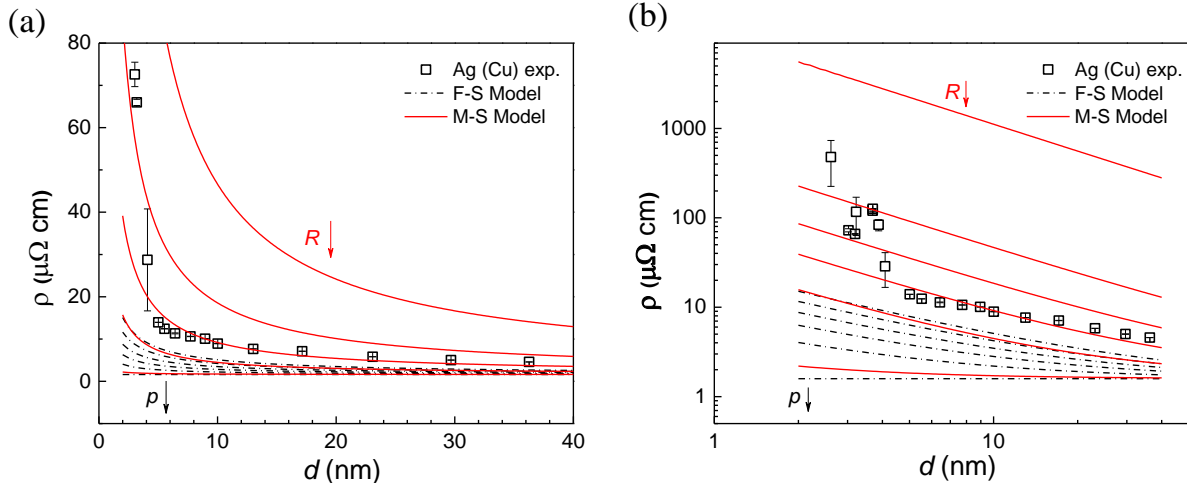 (a)
80
60
40
20
0
ρ (μΩ cm)
0 10 20 30 40
d (nm)
Ag (Cu) exp.
F-S Model
M-S Model
R
p
(b)
1000
100
10
1
ρ (μΩ cm)
1 10
d (nm)
Ag (Cu) exp.
F-S Model
M-S Model
R
p